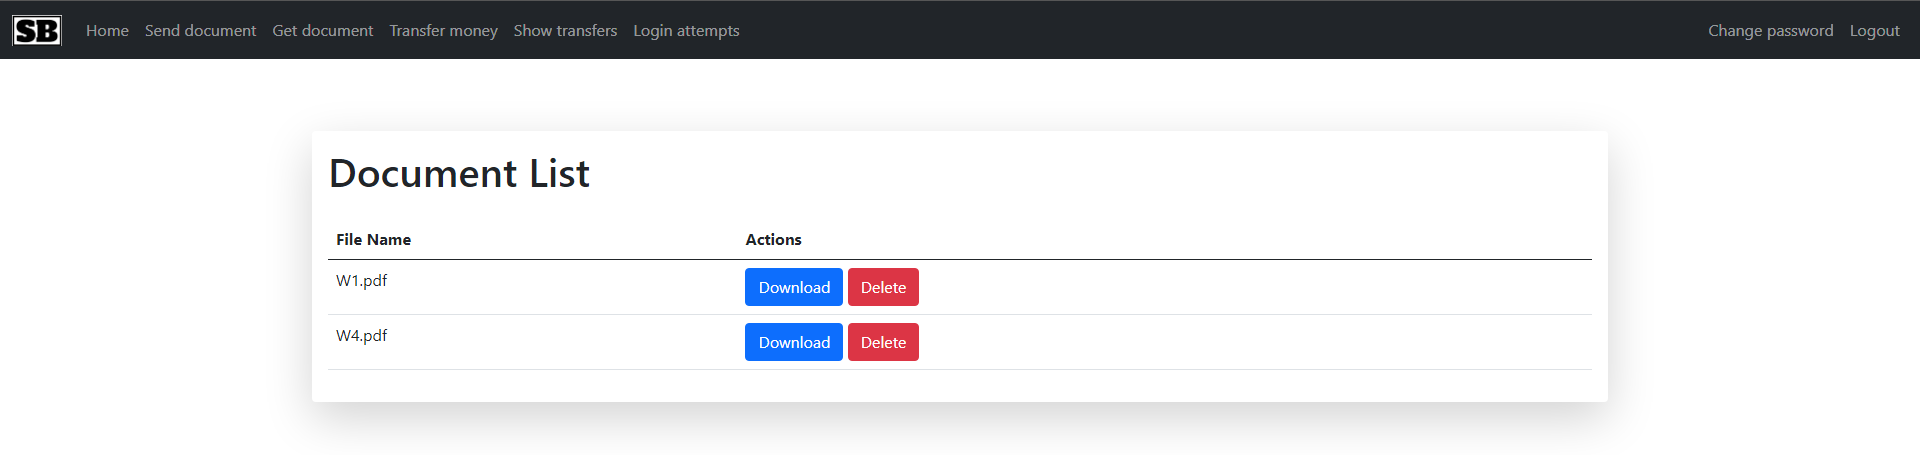 SB Home Send document Get document Transfer money Show transfers Login attempts Change password Logout
Document List
File Name Actions
W1.pdf Download Delete
W4.pdf Download Delete